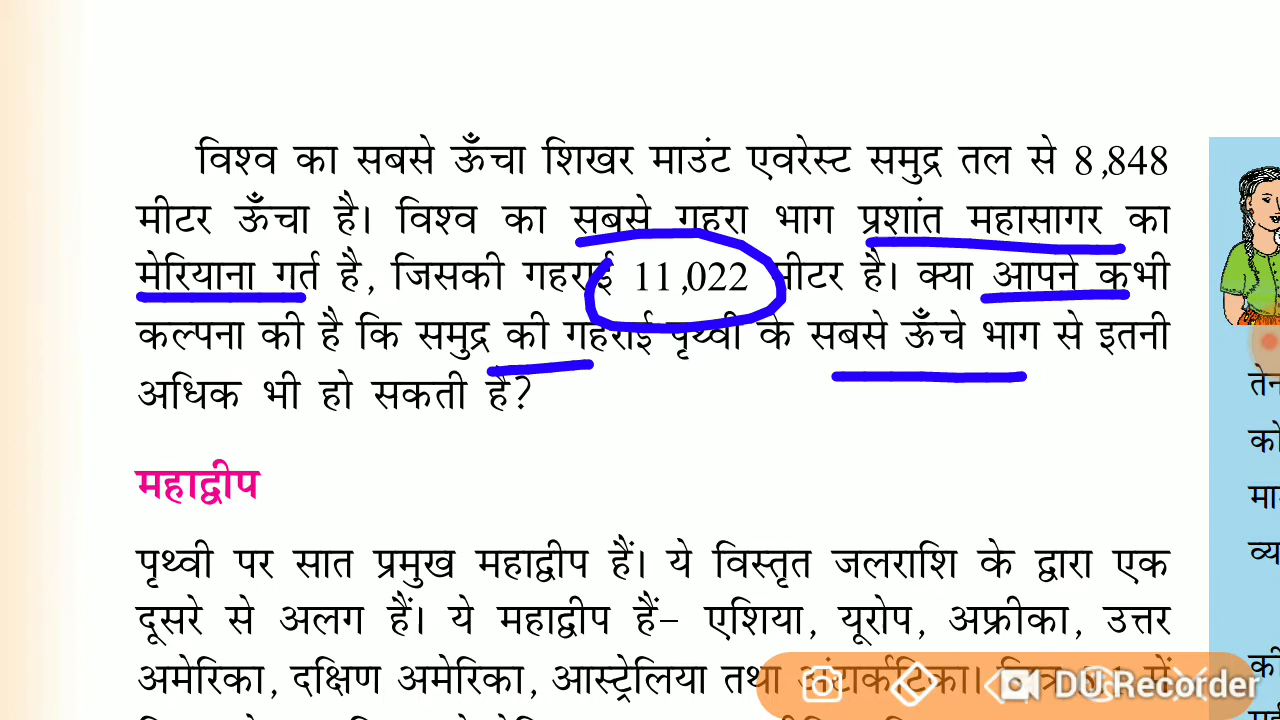 विश्व का सबसे ऊँचा शिखर माउंट एवरेस्ट समुद्र तल से 8,848
मीटर ऊँचा है। विश्व का सबसे गहरा भाग प्रशांत महासागर का
मेरियाना गर्त है, जिसकी गहराई 11,022 मीटर है। क्या आपने कभी
कल्पना की है कि समुद्र की गहराई पृथ्वी के सबसे ऊँचे भाग से इतनी
अधिक भी हो सकती है?
महाद्वीप
पृथ्वी पर सात प्रमुख महाद्वीप हैं। ये विस्तृत जलराशि के द्वारा एक
दूसरे से अलग हैं। ये महाद्वीप हैं– एशिया, यूरोप, अफ्रीका, उत्तर
अमेरिका, दक्षिण अमेरिका, आस्ट्रेलिया तथा अंटार्कटिका। में
DU Recorder